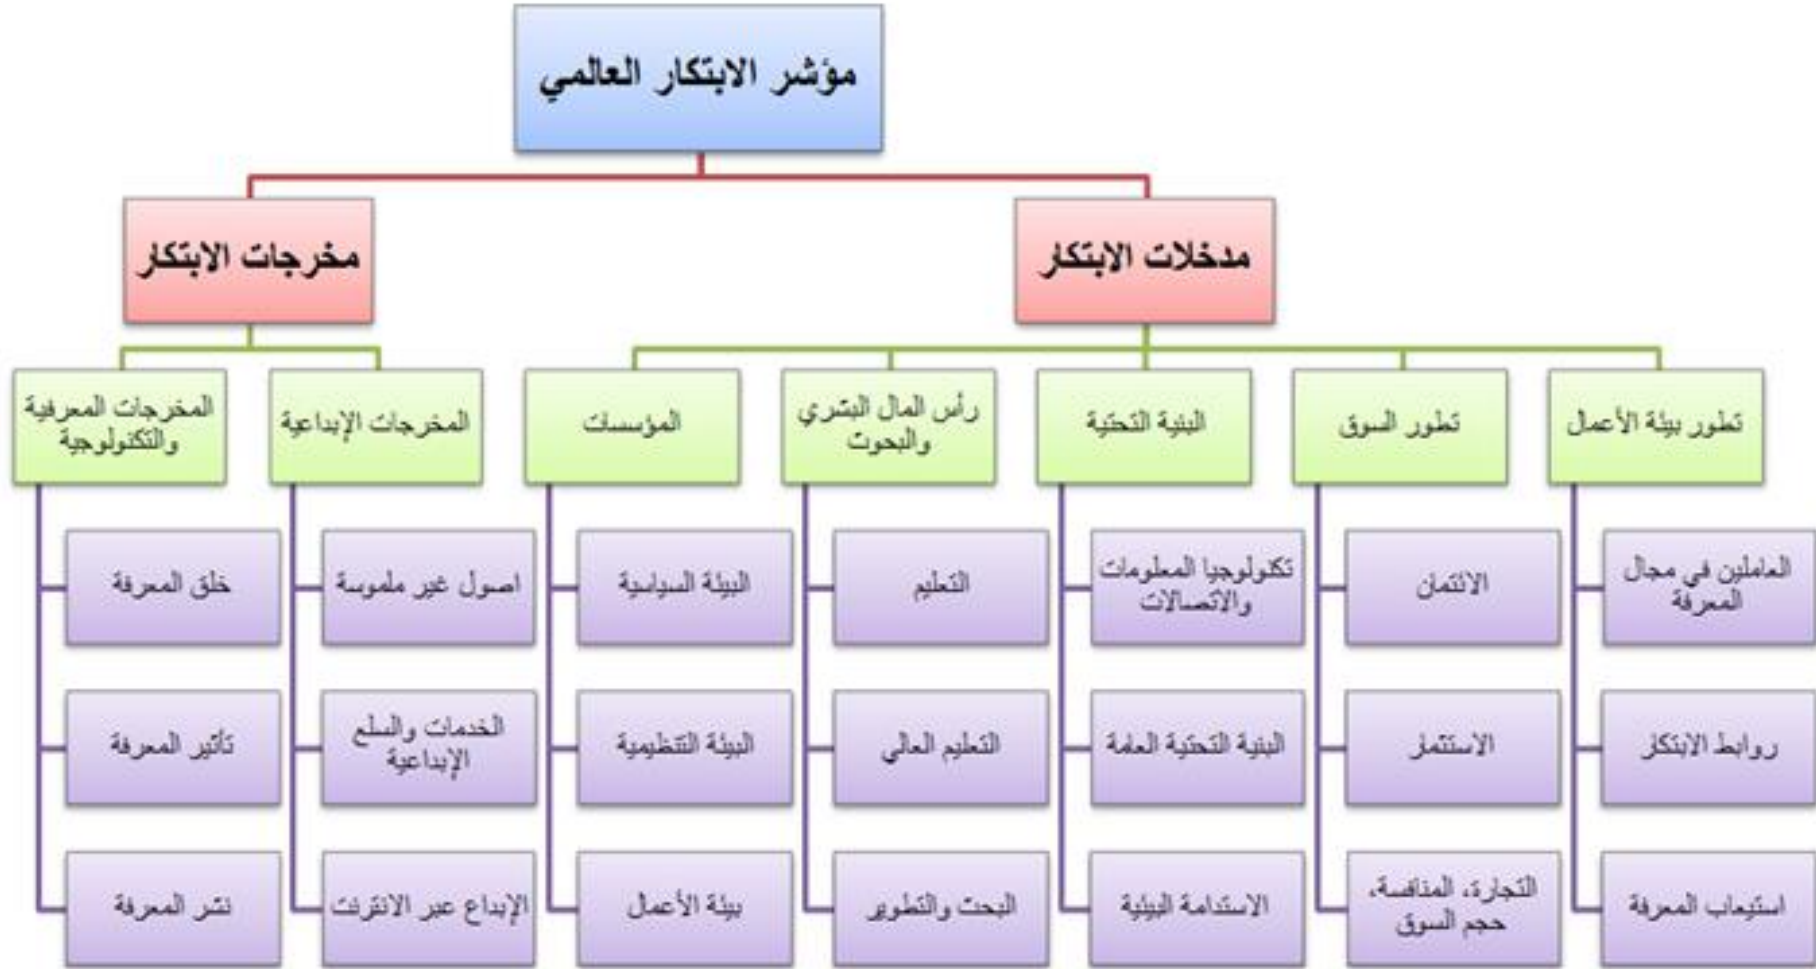 مؤشر الابتكار العالمي
مدخلات الابتكار
مخرجات الابتكار
تطور بيئة الأعمال
تطور السوق
البنية التحتية
رأس المال البشري
والبحوث
المؤسسات
المخرجات الإبداعية
المخرجات المعرفية
والتكنولوجية
العاملين في مجال
المعرفة
الائتمان
تكنولوجيا المعلومات
والاتصالات
التعليم
البيئة السياسية
اصول غير ملموسة
خلق المعرفة
روابط الابتكار
الاستثمار
البنية التحتية العامة
التعليم العالي
البيئة التنظيمية
الخدمات والسلع
الإبداعية
تأثير المعرفة
استيعاب المعرفة
التجارة، المنافسة،
حجم السوق
الاستدامة البيئية
البحث والتطوير
بيئة الأعمال
الإبداع عبر الانترنت
نشر المعرفة